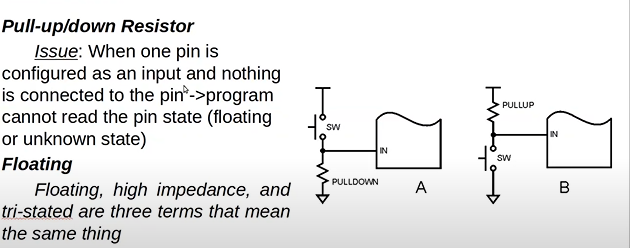 Pull-up/down Resistor
Issue: When one pin is
configured as an input and nothing
is connected to the pin->program
cannot read the pin state (floating
or unknown state)
Floating
Floating, high impedance, and
tri-stated are three terms that mean
the same thing
SW
IN
PULLDOWN
A
PULLUP
IN
SW
B